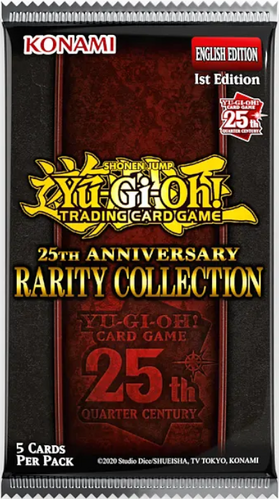 KONAMI
ENGLISH EDITION
1st Edition
YU-GI-OH!
CARD GAME
25th
QUARTER CENTURY
SHONEN JUMP
Yu-Gi-Oh!
TRADING CARD GAME
25TH ANNIVERSARY
RARITY COLLECTION
YU-GI-OH!
CARD GAME
25th
QUARTER CENTURY
5 CARDS
PER PACK
©2020 Studio Dice/SHUEISHA, TV TOKYO, KONAMI